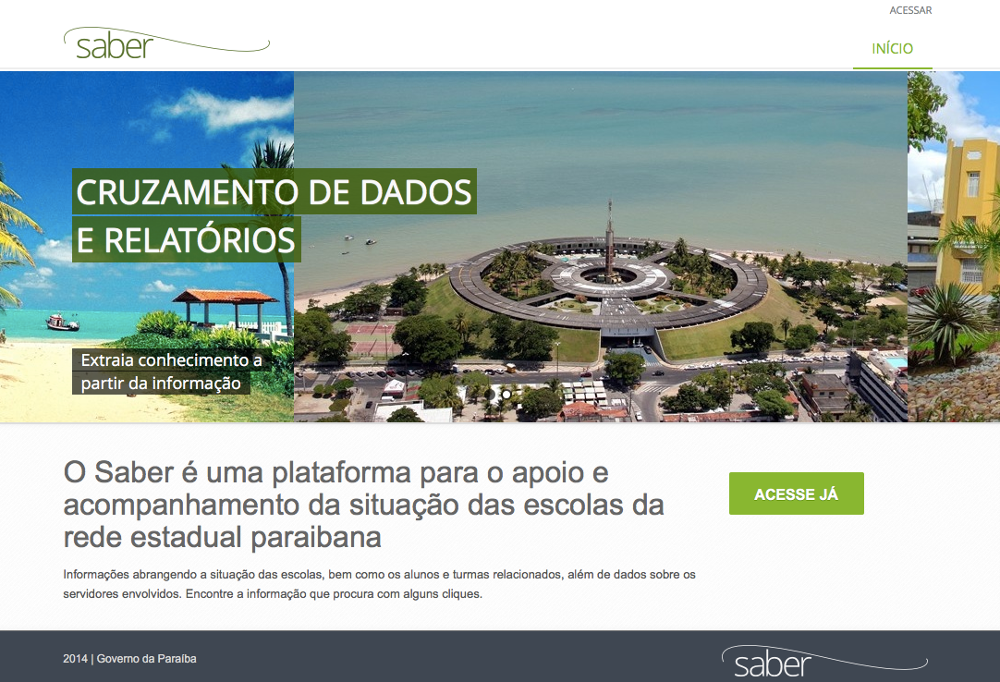 ACESSAR
saber
INÍCIO
CRUZAMENTO DE DADOS
E RELATÓRIOS
Extraia conhecimento a
partir da informação
O Saber é uma plataforma para o apoio e
acompanhamento da situação das escolas da
rede estadual paraibana
ACESSE JÁ
Informações abrangendo a situação das escolas, bem como os alunos e turmas relacionados, além de dados sobre os
servidores envolvidos. Encontre a informação que procura com alguns cliques.
2014 | Governo da Paraíba
saber